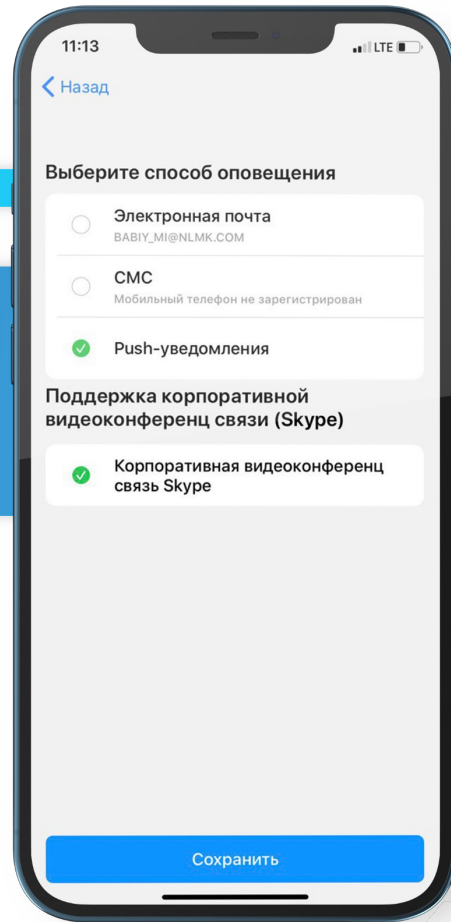 11:13
LTE
Назад
Выберите способ оповещения
Электронная почта
BABIY_MI@NLMK.COM
СМС
Мобильный телефон не зарегистрирован
Push-уведомления
Поддержка корпоративной
видеоконференц связи (Skype)
Корпоративная видеоконференц
связь Skype
Сохранить